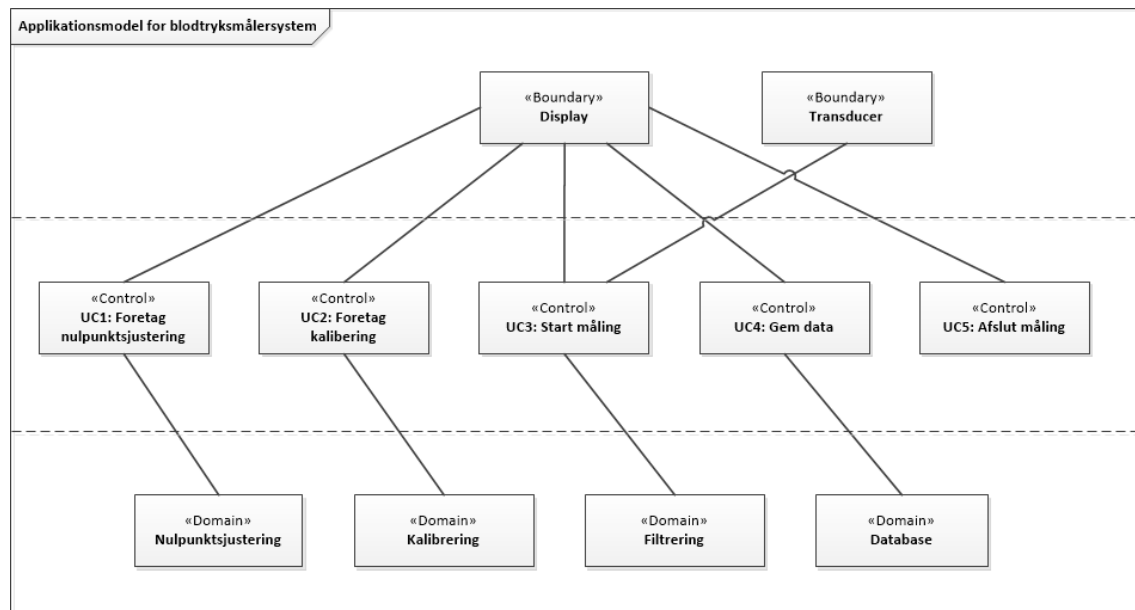 Applikationsmodel for blodtryksmålersystem
«Boundary»
Display
«Boundary»
Transducer
«Control»
UC1: Foretag
nulpunktsjustering
«Control»
UC2: Foretag
kalibering
«Control»
UC3: Start måling
«Control»
UC4: Gem data
«Control»
UC5: Afslut måling
«Domain»
Nulpunktsjustering
«Domain»
Kalibrering
«Domain»
Filtrering
«Domain»
Database